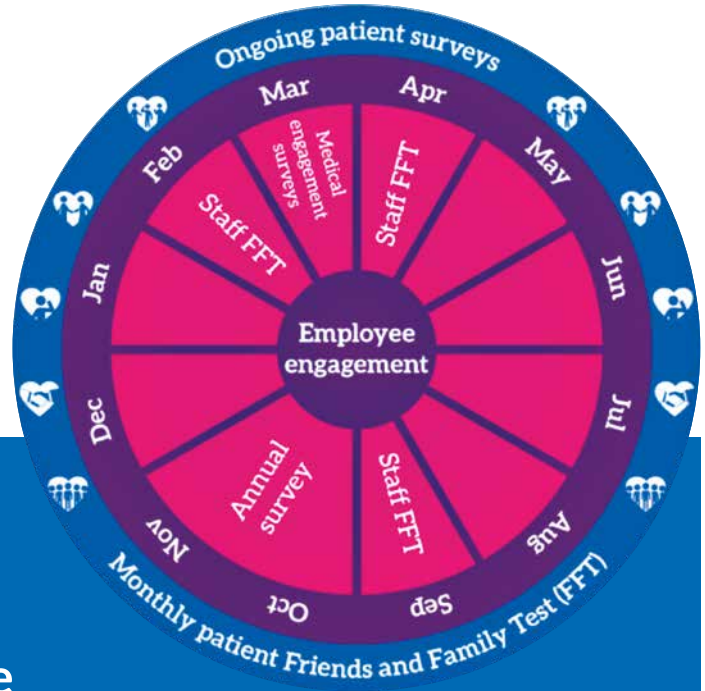 Ongoing patient surveys
Jan
Feb
Mar
Apr
May
Jun
Jul
Aug
Sep
Oct
Nov
Dec
Staff FFT
Medical
engagement
surveys
Staff FFT
Employee
engagement
Annual
survey
Staff FFT
Monthly patient Friends and Family Test (FFT)
e